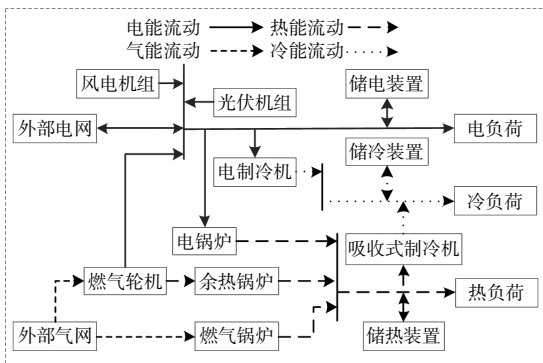 电能流动 热能流动
气能流动 冷能流动
风电机组
光伏机组
储电装置
外部电网
电负荷
储冷装置
电制冷机
冷负荷
电锅炉
吸收式制冷机
燃气轮机
余热锅炉
热负荷
外部气网
燃气锅炉
储热装置